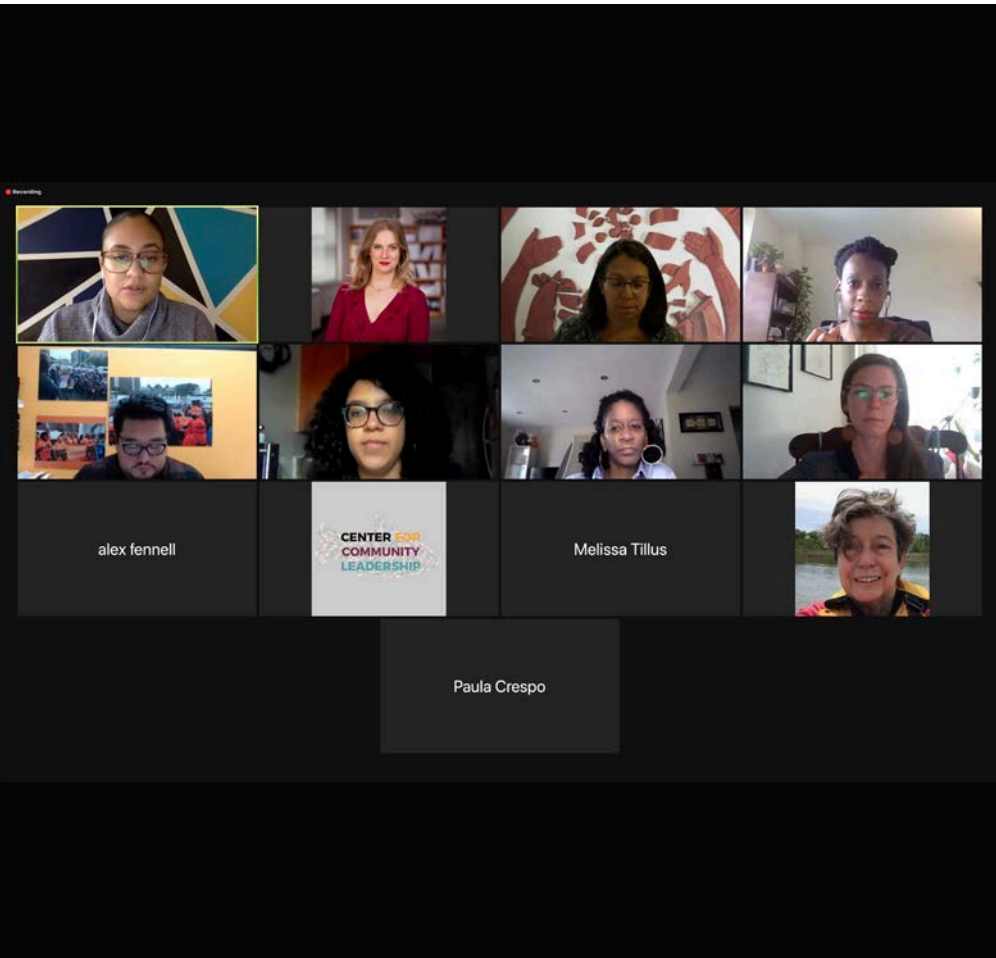 Recording
alex fennell
CENTER FOR
COMMUNITY
LEADERSHIP
Melissa Tillus
Paula Crespo